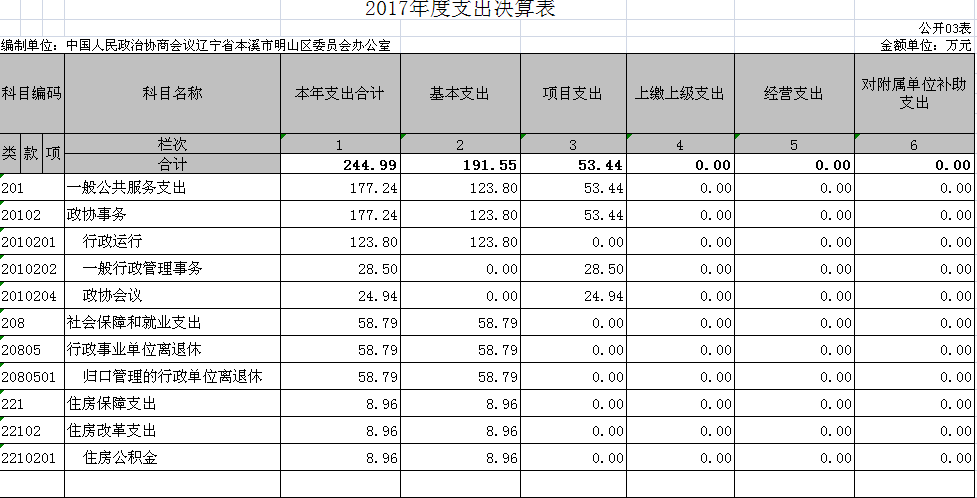 2017年度支出决算表
公开03表
编制单位：中国人民政治协商会议辽宁省本溪市明山区委员会办公室 金额单位：万元
科目编码 科目名称 本年支出合计 基本支出 项目支出 上缴上级支出 经营支出 对附属单位补助支出
类 款 项 栏次 1 2 3 4 5 6
合计 244.99 191.55 53.44 0.00 0.00 0.00
201 一般公共服务支出 177.24 123.80 53.44 0.00 0.00 0.00
20102 政协事务 177.24 123.80 53.44 0.00 0.00 0.00
2010201 行政运行 123.80 123.80 0.00 0.00 0.00 0.00
2010202 一般行政管理事务 28.50 0.00 28.50 0.00 0.00 0.00
2010204 政协会议 24.94 0.00 24.94 0.00 0.00 0.00
208 社会保障和就业支出 58.79 58.79 0.00 0.00 0.00 0.00
20805 行政事业单位离退休 58.79 58.79 0.00 0.00 0.00 0.00
2080501 归口管理的行政单位离退休 58.79 58.79 0.00 0.00 0.00 0.00
221 住房保障支出 8.96 8.96 0.00 0.00 0.00 0.00
22102 住房改革支出 8.96 8.96 0.00 0.00 0.00 0.00
2210201 住房公积金 8.96 8.96 0.00 0.00 0.00 0.00